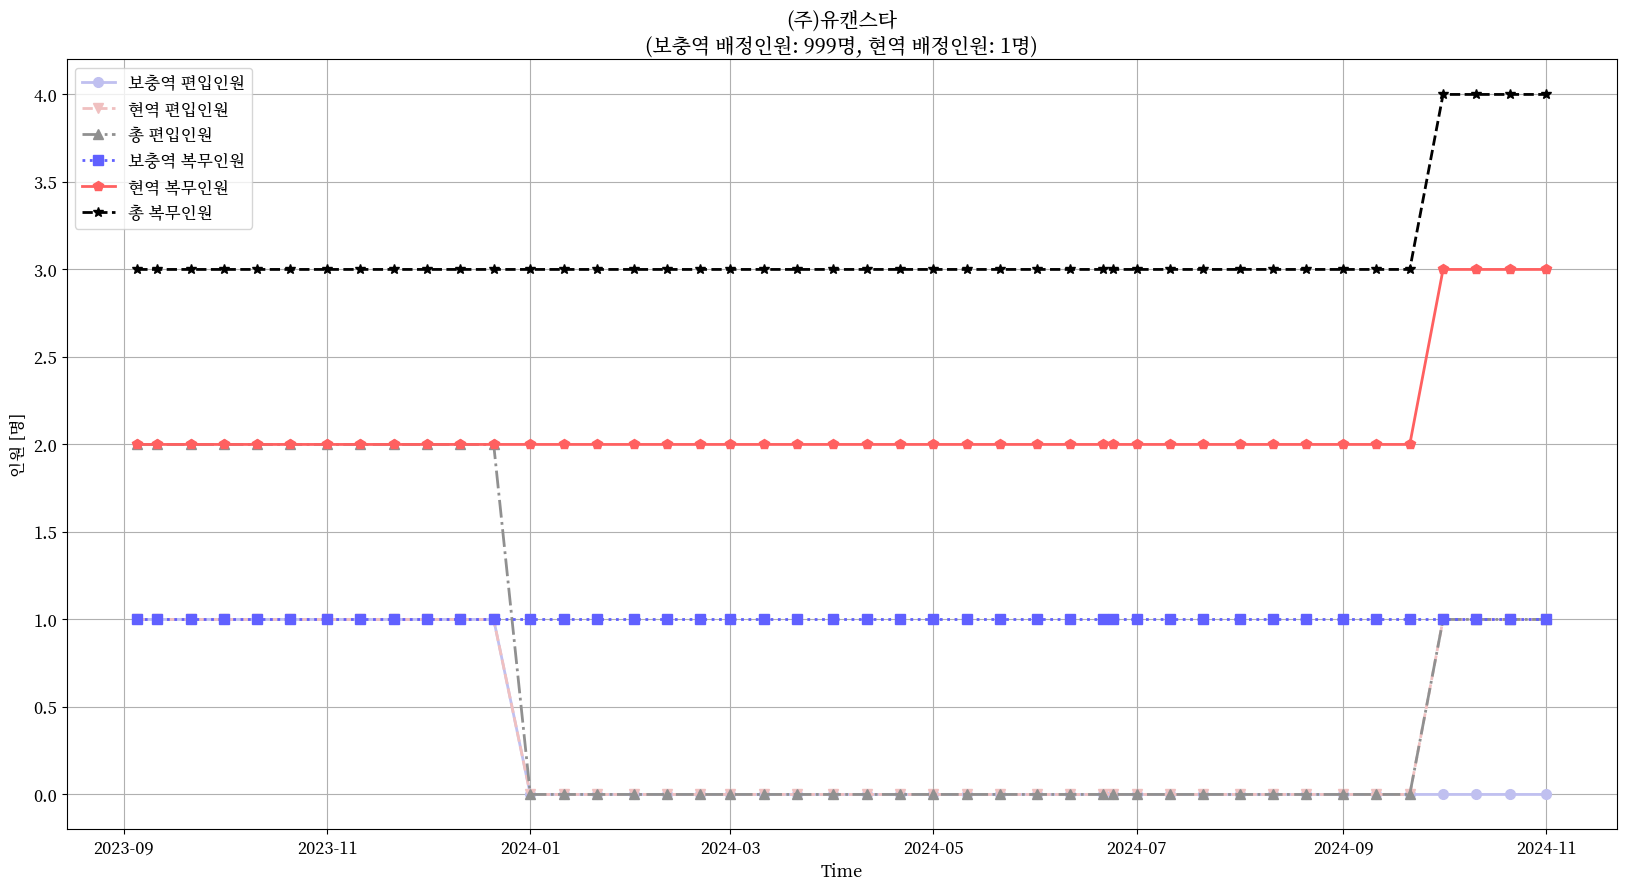 (주)유캔스타
(보충역 배정인원: 999명, 현역 배정인원: 1명)
보충역 편입인원
현역 편입인원
총 편입인원
보충역 복무인원
현역 복무인원
총 복무인원
4.0
3.5
3.0
2.5
2.0
1.5
1.0
0.5
0.0
인원 [명]
2023-09 2023-11 2024-01 2024-03 2024-05 2024-07 2024-09 2024-11
Time